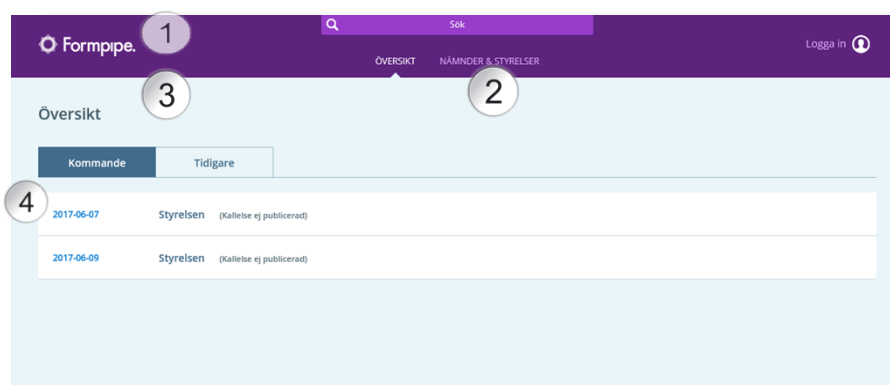 1
Sök
Formpipe.
Logga in
ÖVERSIKT NÄMNDER & STYRELSER
3
2
Översikt
Kommande Tidigare
4
2017-06-07 Styrelsen (Kallelse ej publicerad)
2017-06-09 Styrelsen (Kallelse ej publicerad)